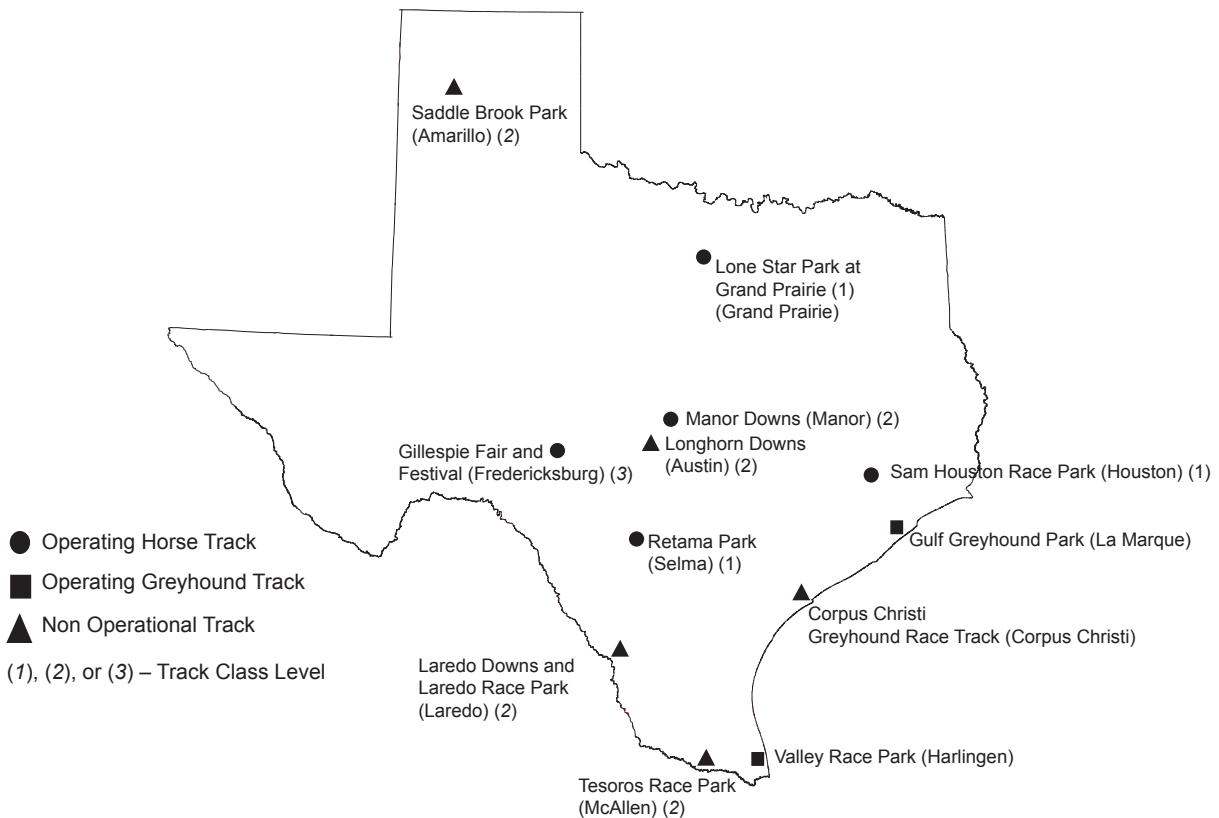 Saddle Brook Park
(Amarillo) (2)
Lone Star Park at
Grand Prairie (1)
(Grand Prairie)
Manor Downs (Manor) (2)
Longhorn Downs
(Austin) (2)
Gillespie Fair and
Festival (Fredericksburg) (3)
Sam Houston Race Park (Houston) (1)
Gulf Greyhound Park (La Marque)
Retama Park
(Selma) (1)
Corpus Christi
Greyhound Race Track (Corpus Christi)
Laredo Downs and
Laredo Race Park
(Laredo) (2)
Valley Race Park (Harlingen)
Tesoros Race Park
(McAllen) (2)
Operating Horse Track
Operating Greyhound Track
Non Operational Track
(1), (2), or (3) – Track Class Level